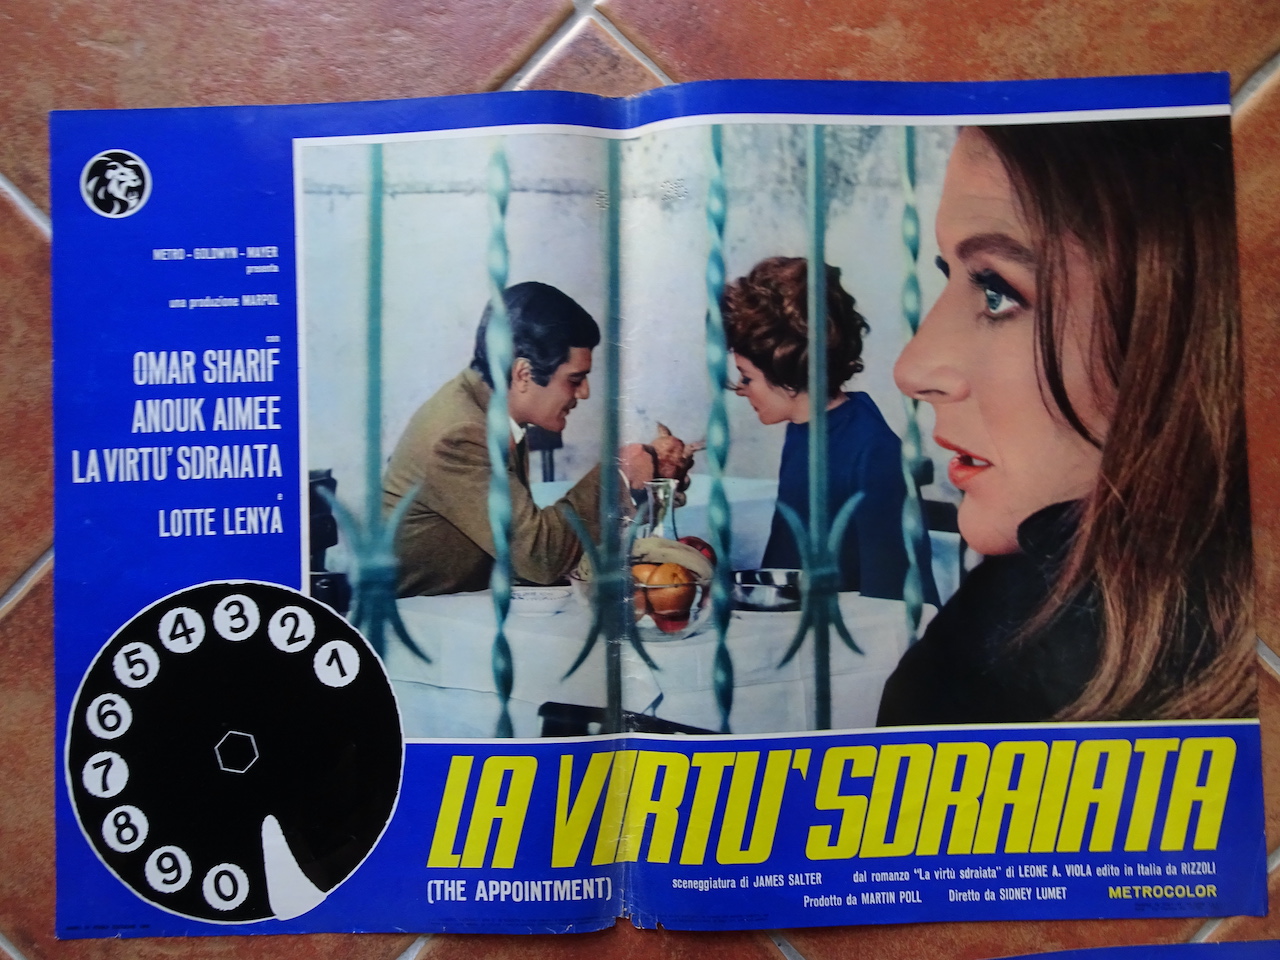 METRO-GOLDWYN-MAYER
presenta
una produzione MARPOL
con
OMAR SHARIF
ANOUK AIMEE
LA VIRTU' SDRAIATA
e
LOTTE LENYA
1
2
3
4
5
6
7
8
9
0
LA VIRTU' SDRAIATA
(THE APPOINTMENT)
sceneggiatura di JAMES SALTER
dal romanzo "La virtù sdraiata" di LEONE A. VIOLA edito in Italia da RIZZOLI
Prodotto da MARTIN POLL
Diretto da SIDNEY LUMET
METROCOLOR